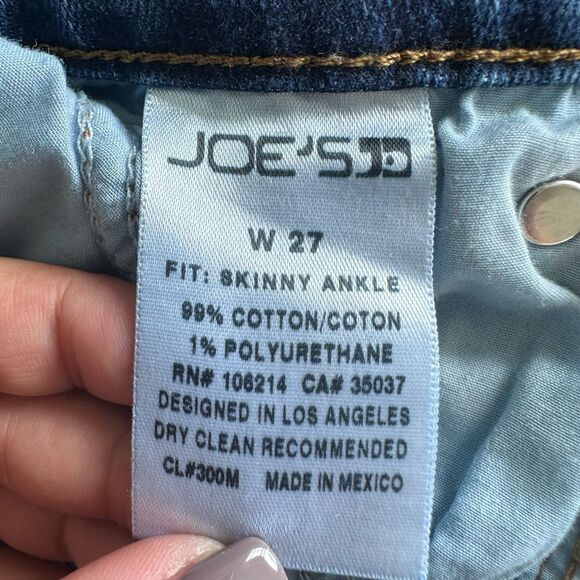 JOE'S
W 27
FIT: SKINNY ANKLE
99% COTTON/COTON
1% POLYURETHANE
RN# 106214 CA# 35037
DESIGNED IN LOS ANGELES
DRY CLEAN RECOMMENDED
CL#300M MADE IN MEXICO